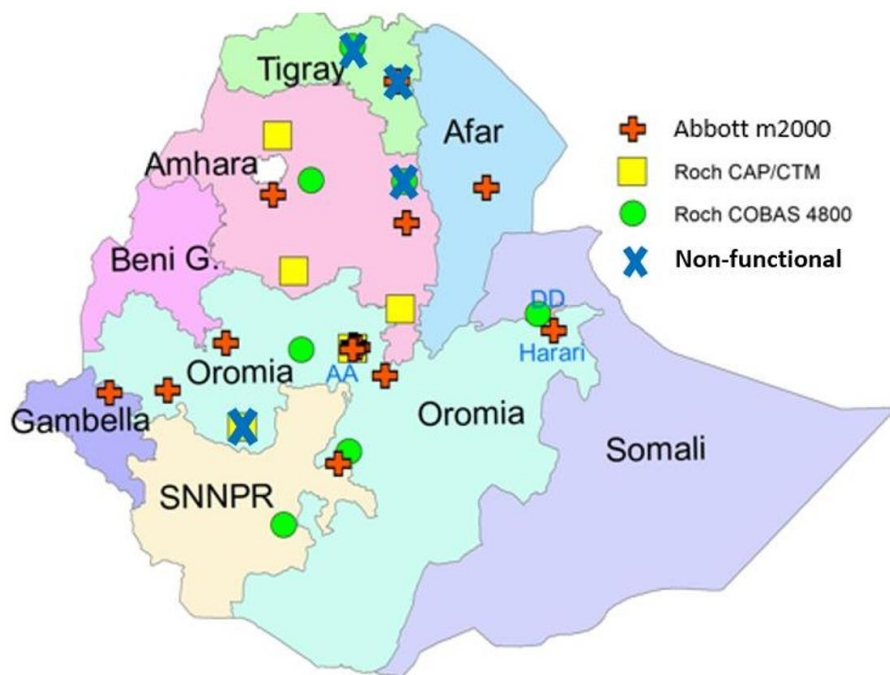 Tigray
Afar
Amhara
Beni G.
DD
Harari
AA
Oromia
Gambella
Oromia
Somali
SNNPR
Abbott m2000
Roch CAP/CTM
Roch COBAS 4800
Non-functional